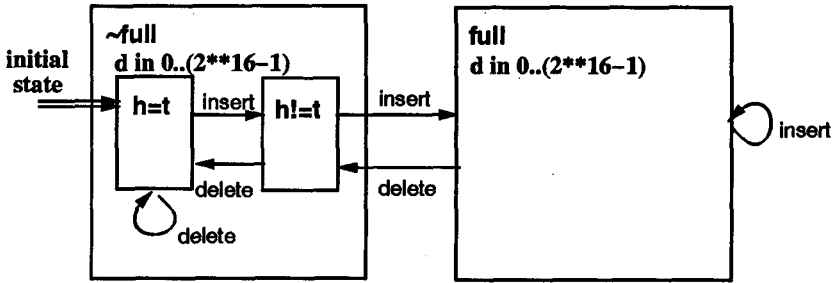 ~full
d in 0..(2**16−1)
initial
state
h=t
insert
h!=t
insert
delete
delete
delete
full
d in 0..(2**16−1)
insert